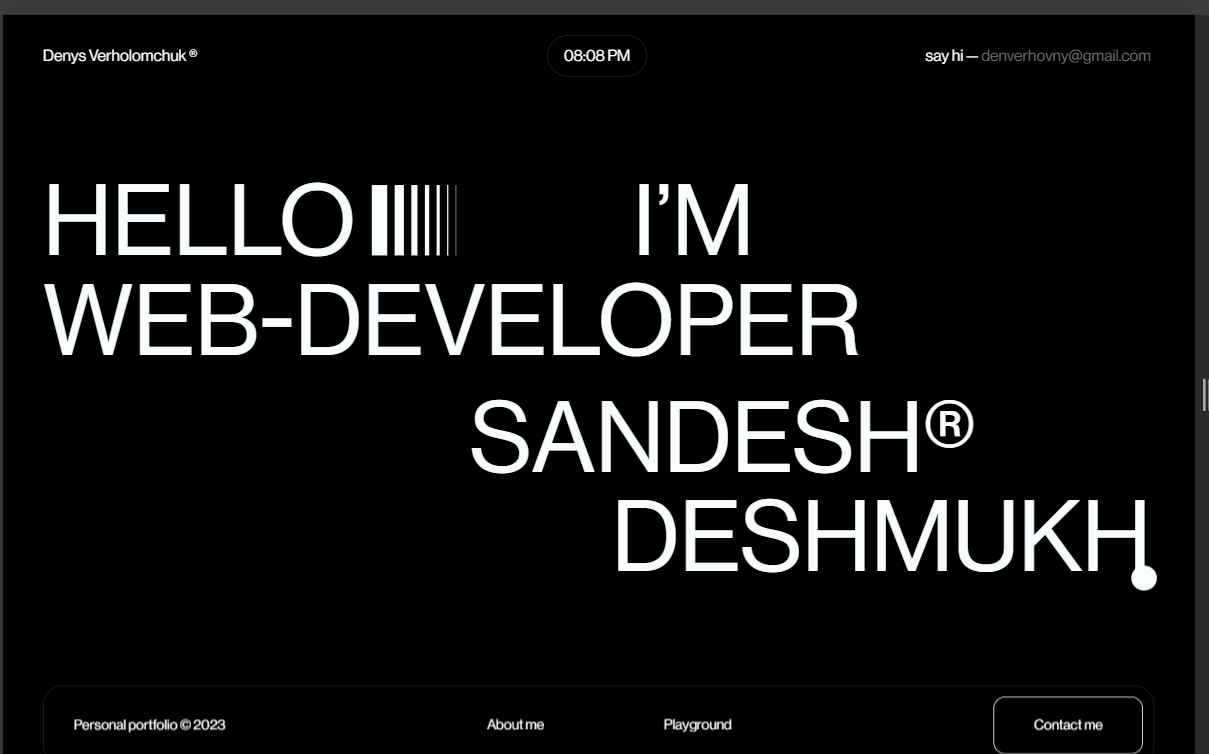 Denys Verholomchuk ®
08:08 PM
say hi — denverhovny@gmail.com
HELLO I’M
WEB-DEVELOPER
SANDESH®
DESHMUKH
Personal portfolio © 2023
About me
Playground
Contact me